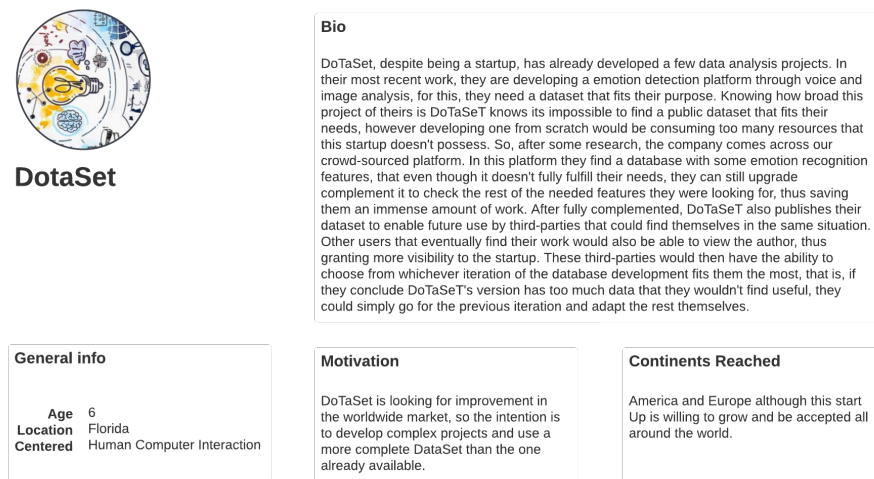 DotaSet
Bio
DoTaSet, despite being a startup, has already developed a few data analysis projects. In
their most recent work, they are developing a emotion detection platform through voice and
image analysis, for this, they need a dataset that fits their purpose. Knowing how broad this
project of theirs is DoTaSeT knows its impossible to find a public dataset that fits their
needs, however developing one from scratch would be consuming too many resources that
this startup doesn't possess. So, after some research, the company comes across our
crowd-sourced platform. In this platform they find a database with some emotion recognition
features, that even though it doesn't fully fulfill their needs, they can still upgrade
complement it to check the rest of the needed features they were looking for, thus saving
them an immense amount of work. After fully complemented, DoTaSeT also publishes their
dataset to enable future use by third-parties that could find themselves in the same situation.
Other users that eventually find their work would also be able to view the author, thus
granting more visibility to the startup. These third-parties would then have the ability to
choose from whichever iteration of the database development fits them the most, that is, if
they conclude DoTaSeT's version has too much data that they wouldn't find useful, they
could simply go for the previous iteration and adapt the rest themselves.
General info
Age 6
Location Florida
Centered Human Computer Interaction
Motivation
DoTaSet is looking for improvement in
the worldwide market, so the intention is
to develop complex projects and use a
more complete DataSet than the one
already available.
Continents Reached
America and Europe although this start
Up is willing to grow and be accepted all
around the world.